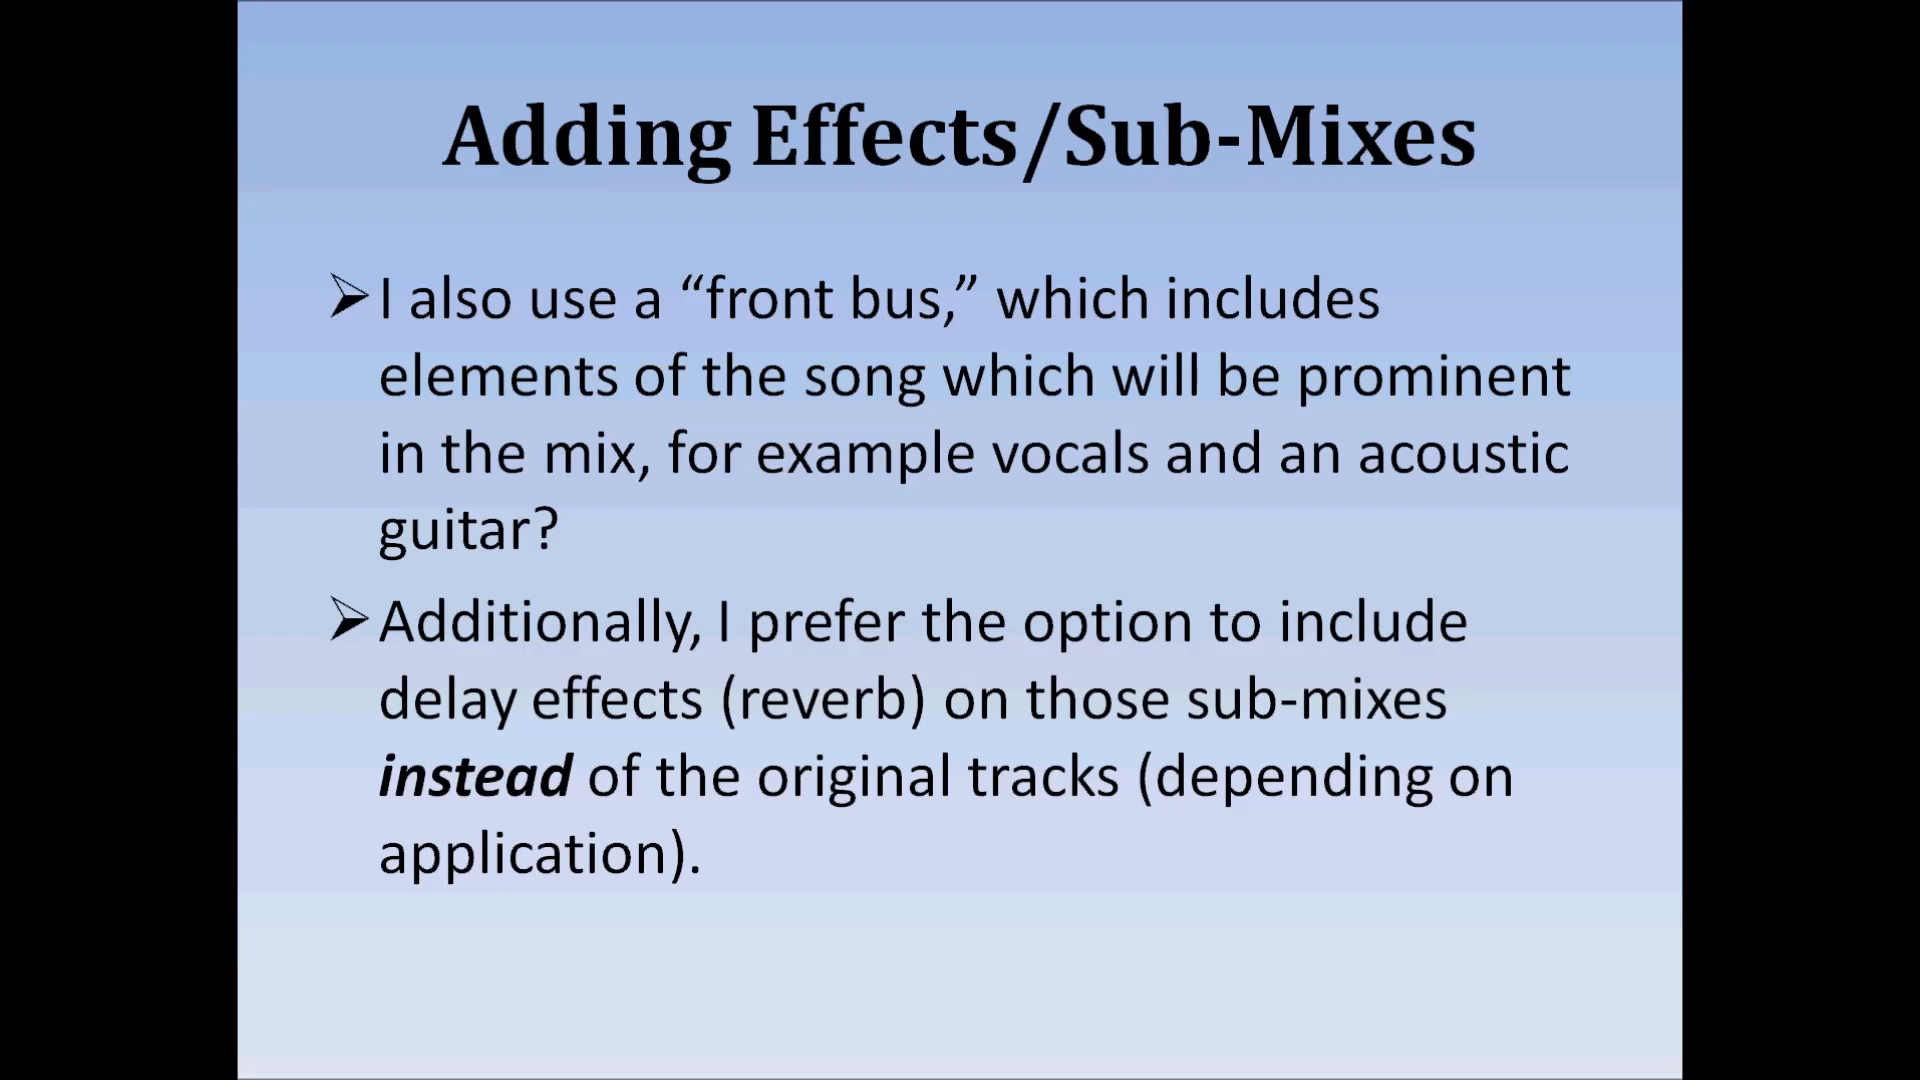 Adding Effects/Sub-Mixes
➢I also use a “front bus,” which includes
elements of the song which will be prominent
in the mix, for example vocals and an acoustic
guitar?
➢Additionally, I prefer the option to include
delay effects (reverb) on those sub-mixes
instead of the original tracks (depending on
application).